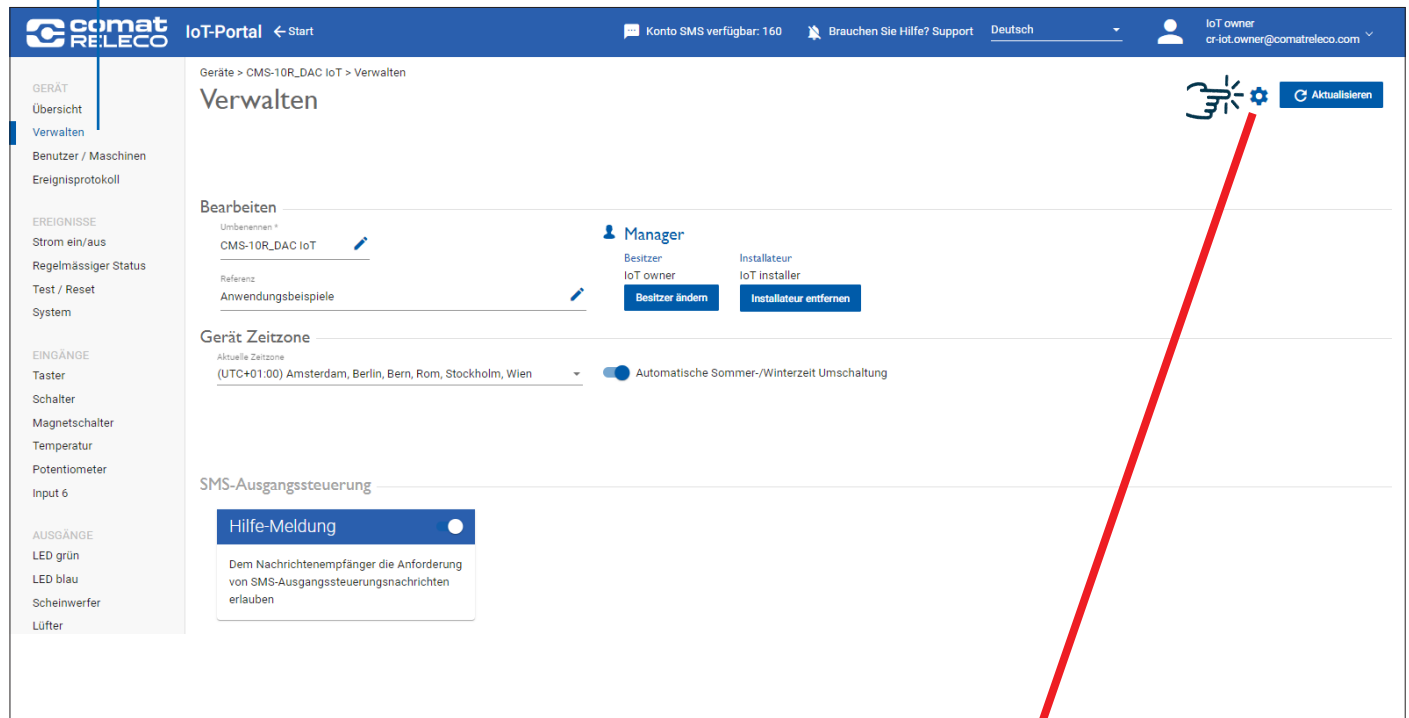 comat
RELECO
IoT-Portal ← Start
Konto SMS verfügbar: 160
Brauchen Sie Hilfe? Support
Deutsch
IoT owner
cr-iot.owner@comatreleco.com
GERÄT
Übersicht
Verwalten
Benutzer / Maschinen
Ereignisprotokoll
EREIGNISSE
Strom ein/aus
Regelmässiger Status
Test / Reset
System
EINGÄNGE
Taster
Schalter
Magnetschalter
Temperatur
Potentiometer
Input 6
AUSGÄNGE
LED grün
LED blau
Scheinwerfer
Lüfter
Geräte > CMS-10R_DAC IoT > Verwalten
Verwalten
Aktualisieren
Bearbeiten
Umbenennen *
CMS-10R_DAC IoT
Referenz
Anwendungsbeispiele
Manager
Besitzer
IoT owner
Besitzer ändern
Installateur
IoT installer
Installateur entfernen
Gerät Zeitzone
Aktuelle Zeitzone
(UTC+01:00) Amsterdam, Berlin, Bern, Rom, Stockholm, Wien
Automatische Sommer-/Winterzeit Umschaltung
SMS-Ausgangssteuerung
Hilfe-Meldung
Dem Nachrichtenempfänger die Anforderung
von SMS-Ausgangssteuerungsnachrichten
erlauben